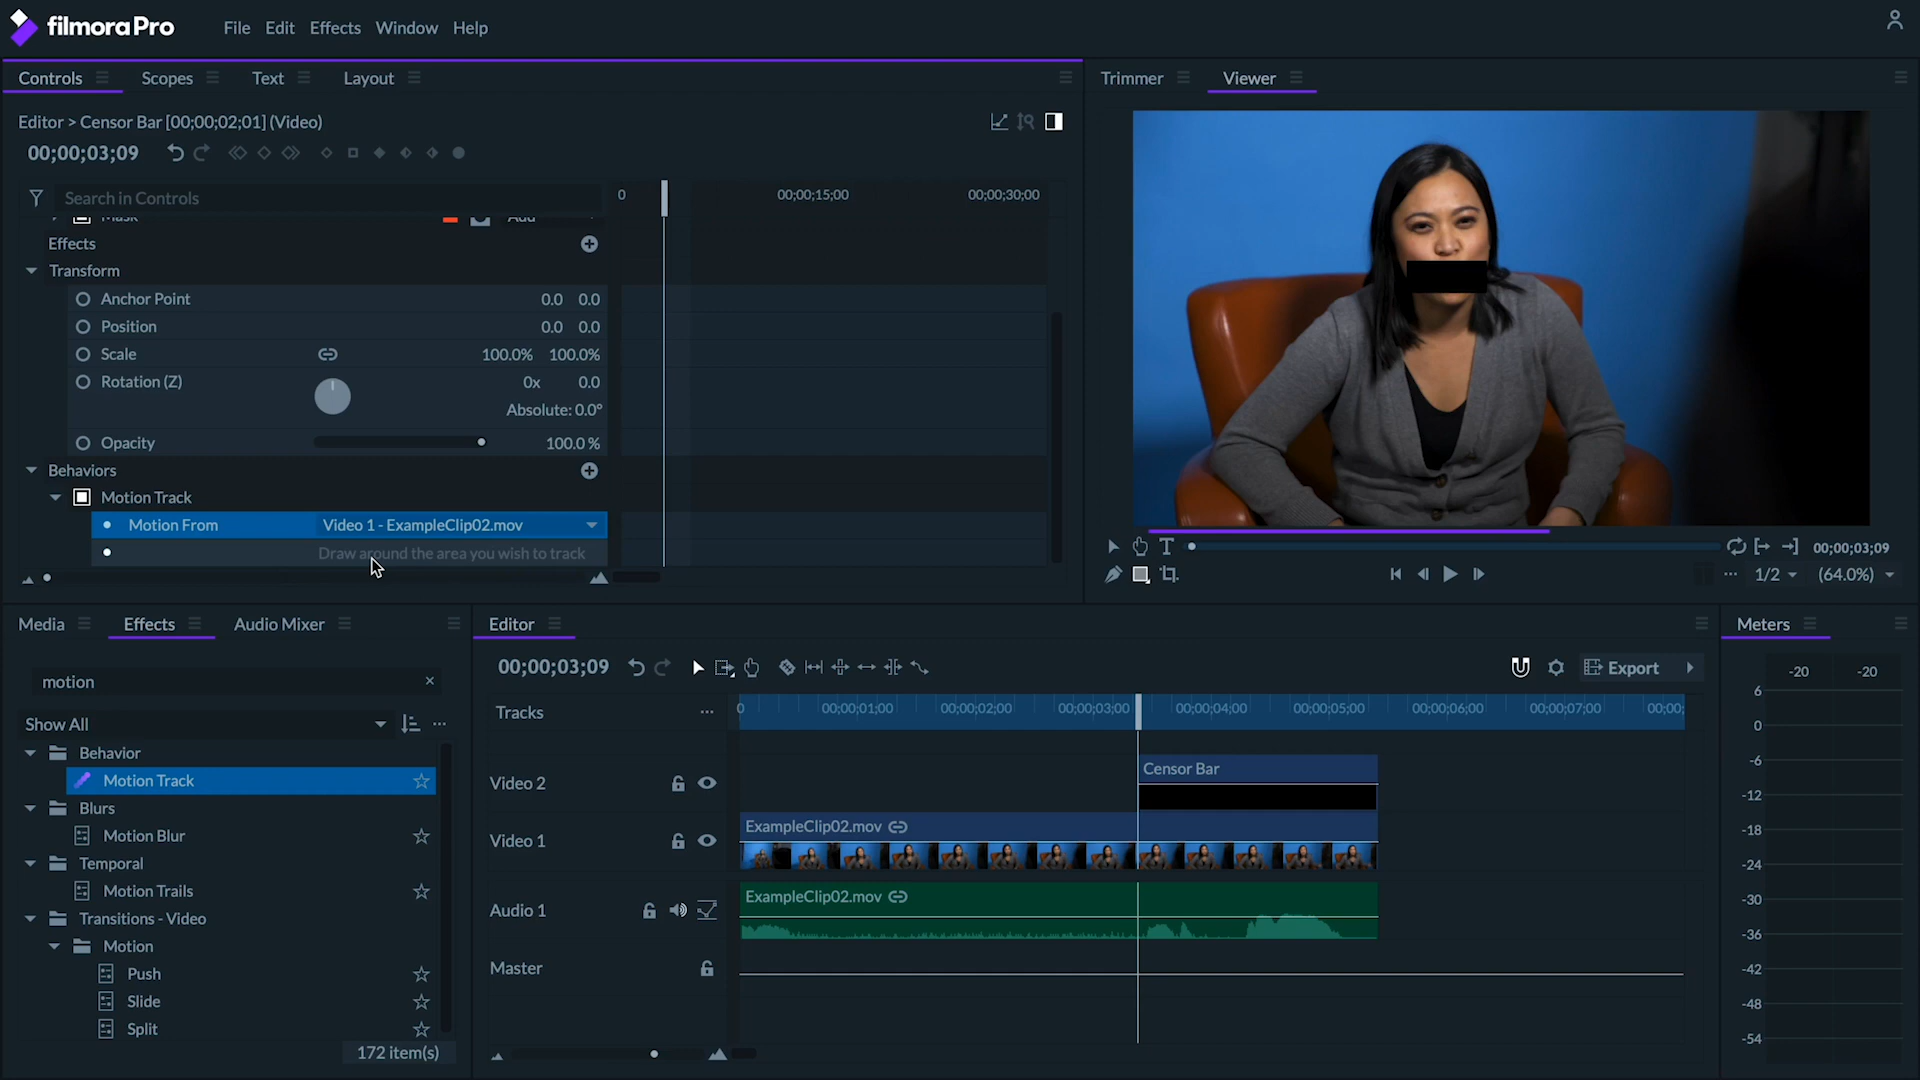 filmoraPro
File Edit Effects Window Help
Controls Scopes Text Layout
Trimmer Viewer
Editor > Censor Bar [00;00;02;01] (Video)
00;00;03;09
Search in Controls
0 00;00;15;00 00;00;30;00
Mask Add
Effects
Transform
Anchor Point 0.0 0.0
Position 0.0 0.0
Scale 100.0% 100.0%
Rotation (Z) 0x 0.0
Absolute: 0.0°
Opacity 100.0 %
Behaviors
Motion Track
Motion From Video 1 - ExampleClip02.mov
Draw around the area you wish to track
T 00;00;03;09
1/2 (64.0%)
Media Effects Audio Mixer
motion
Show All
Behavior
Motion Track
Blurs
Motion Blur
Temporal
Motion Trails
Transitions - Video
Motion
Push
Slide
Split
172 item(s)
Editor
00;00;03;09
Export
Tracks
0 00;00;01;00 00;00;02;00 00;00;03;00 00;00;04;00 00;00;05;00 00;00;06;00 00;00;07;00 00;00;
Video 2
Censor Bar
Video 1
ExampleClip02.mov
Audio 1
ExampleClip02.mov
Master
Meters
-20 -20
6
0
-6
-12
-18
-24
-30
-36
-42
-48
-54